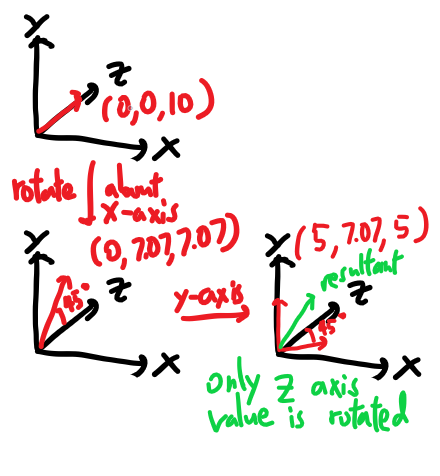 Y
Z
(0,0,10)
X
rotate about
x-axis
Y
(0,7.07,7.07)
45°
Z
X
y-axis
Y
(5,7.07,5)
resultant
Z
45°
X
only z axis
value is rotated